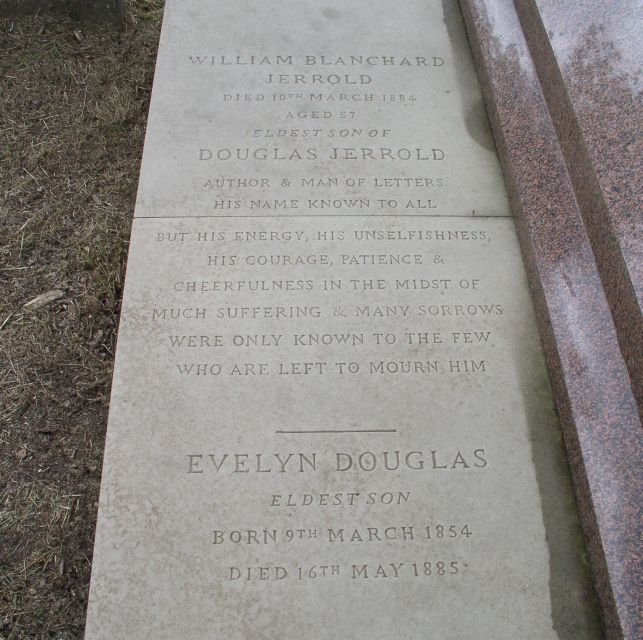 WILLIAM BLANCHARD
JERROLD
DIED 10TH MARCH 1884
AGED 57
ELDEST SON OF
DOUGLAS JERROLD
AUTHOR & MAN OF LETTERS
HIS NAME KNOWN TO ALL
BUT HIS ENERGY, HIS UNSELFISHNESS,
HIS COURAGE, PATIENCE &
CHEERFULNESS IN THE MIDST OF
MUCH SUFFERING & MANY SORROWS
WERE ONLY KNOWN TO THE FEW
WHO ARE LEFT TO MOURN HIM
EVELYN DOUGLAS
ELDEST SON
BORN 9TH MARCH 1854
DIED 16TH MAY 1885